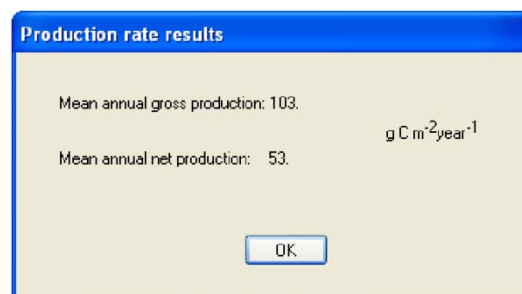 Production rate results
Mean annual gross production: 103.
g C m-2year-1
Mean annual net production: 53.
OK